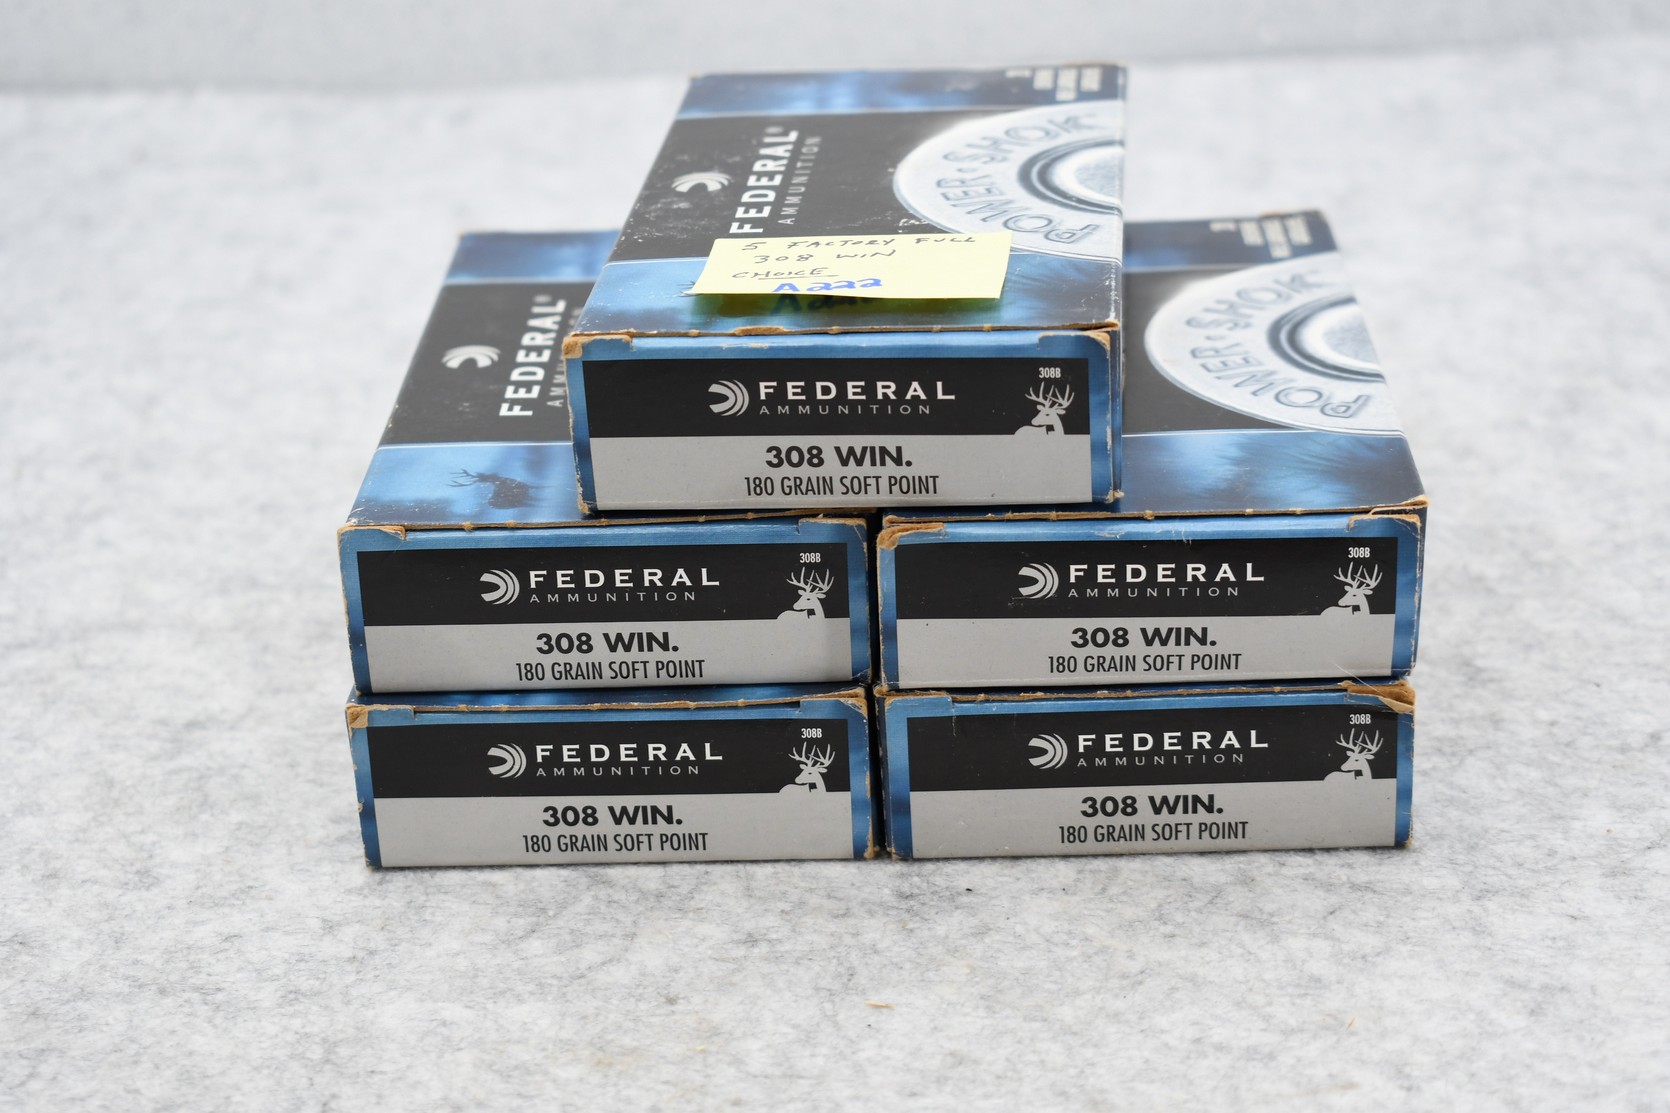 FEDERAL®
AMMUNITION
POWER·SHOK
5 FACTORY FULL
308 WIN
CHOICE
A222
FEDERAL
AMMUNITION
308B
308 WIN.
180 GRAIN SOFT POINT
FEDERAL®
POWER·SHOK
FEDERAL
AMMUNITION
308B
308 WIN.
180 GRAIN SOFT POINT
FEDERAL
AMMUNITION
308B
308 WIN.
180 GRAIN SOFT POINT
FEDERAL
AMMUNITION
308B
308 WIN.
180 GRAIN SOFT POINT
FEDERAL
AMMUNITION
308B
308 WIN.
180 GRAIN SOFT POINT